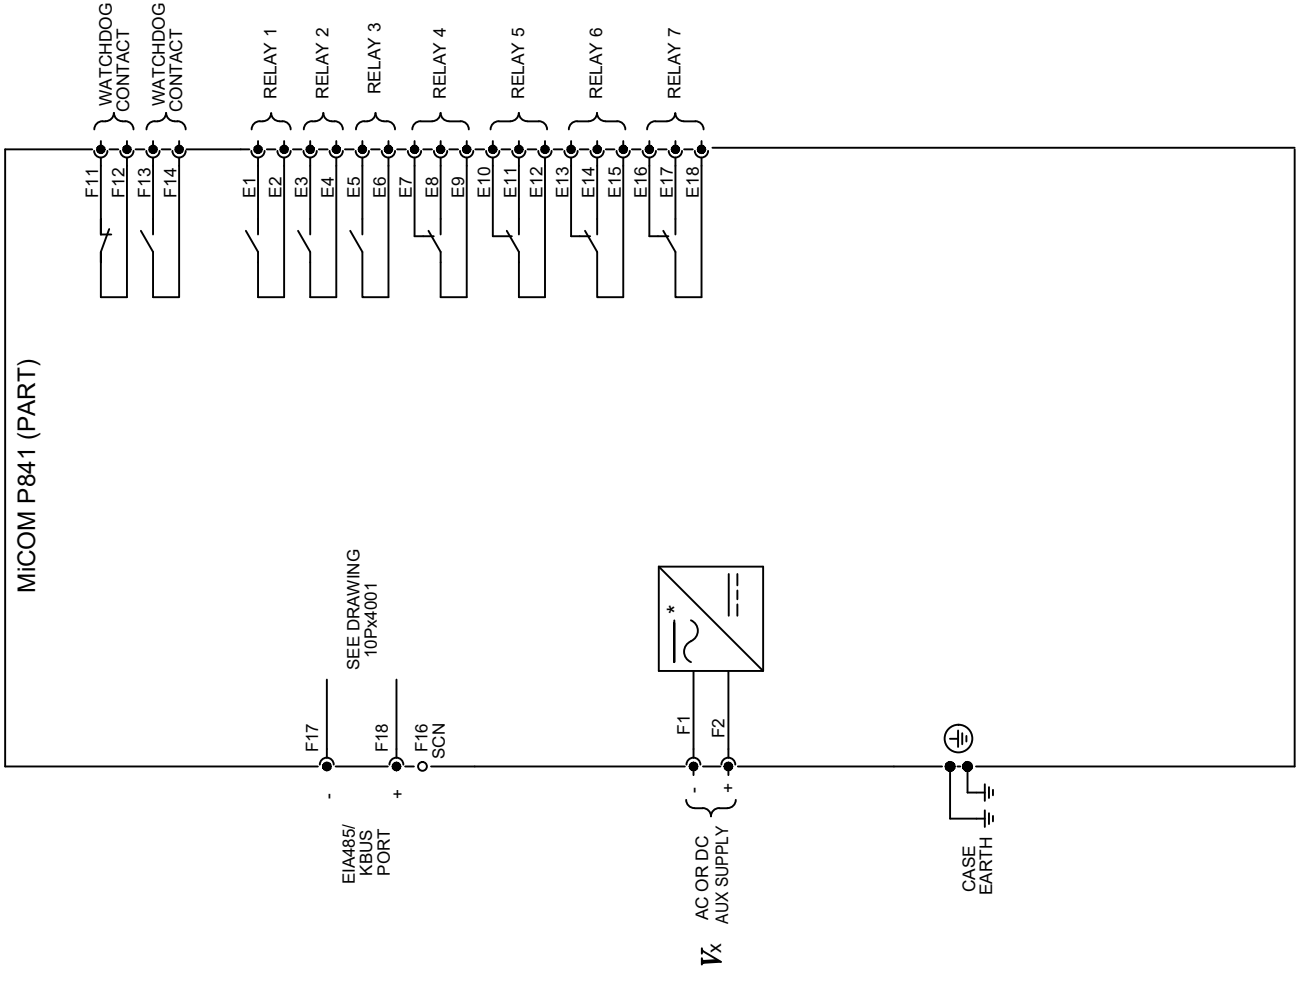 MiCOM P841 (PART)
WATCHDOG
CONTACT
WATCHDOG
CONTACT
RELAY 1
RELAY 2
RELAY 3
RELAY 4
RELAY 5
RELAY 6
RELAY 7
F11
F12
F13
F14
E1
E2
E3
E4
E5
E6
E7
E8
E9
E10
E11
E12
E13
E14
E15
E16
E17
E18
SEE DRAWING
10Px4001
F17
F18
F16
SCN
-
+
EIA485/
KBUS
PORT
*
F1
F2
-
+
AC OR DC
AUX SUPPLY
Vx
CASE
EARTH